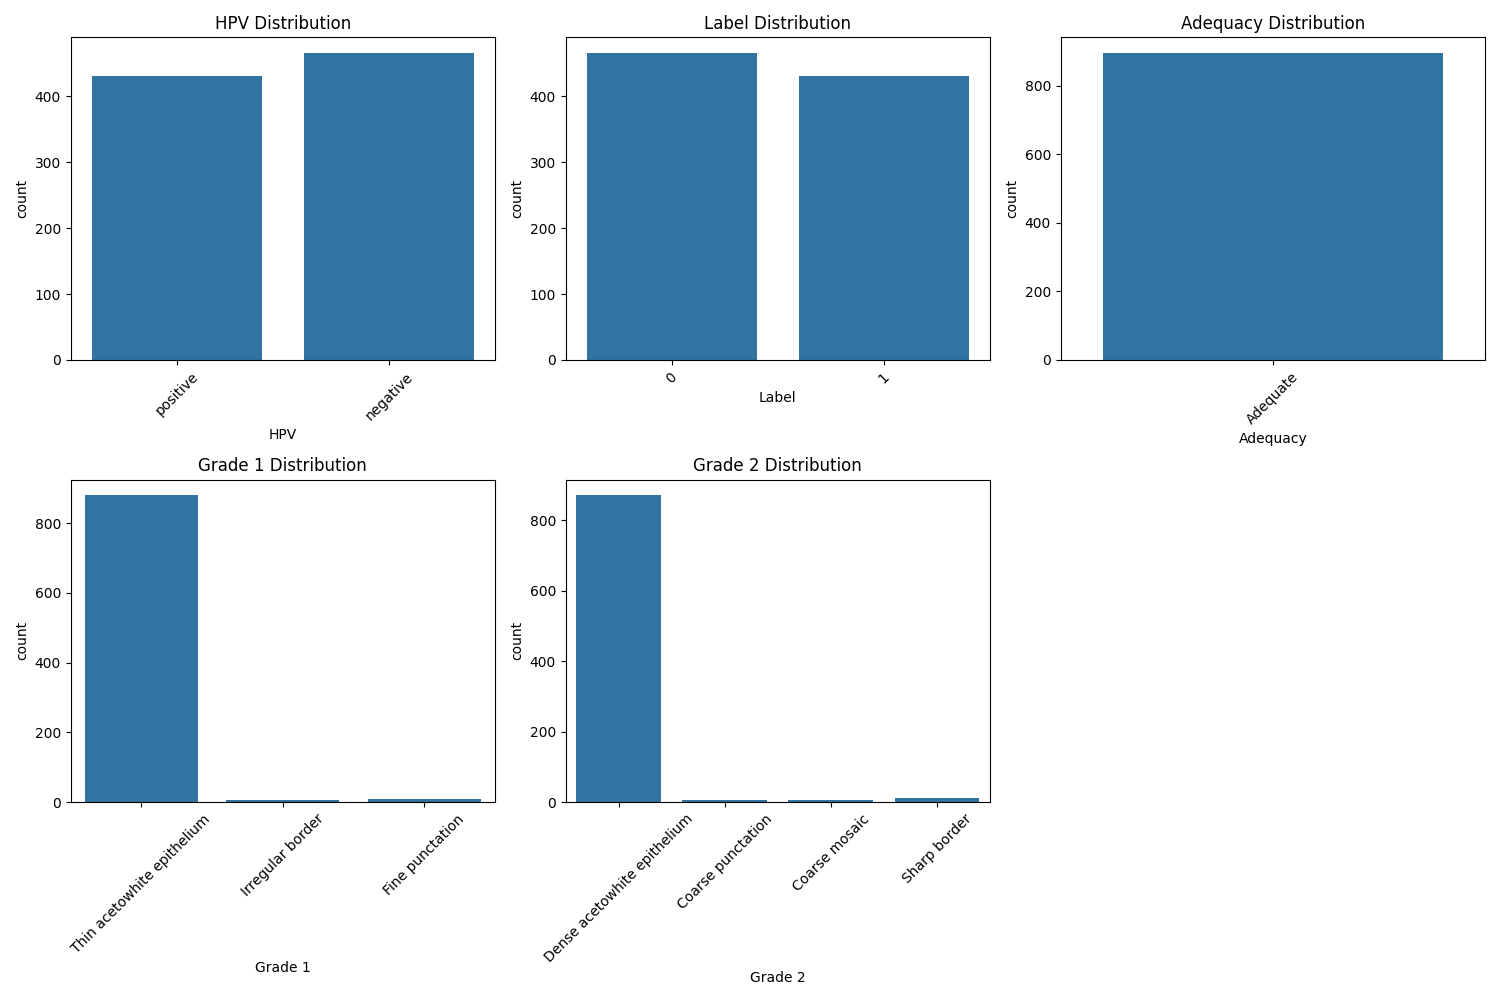 HPV Distribution
count
400
300
200
100
0
positive
negative
HPV
Label Distribution
count
400
300
200
100
0
0
1
Label
Adequacy Distribution
count
800
600
400
200
0
Adequate
Adequacy
Grade 1 Distribution
count
800
600
400
200
0
Thin acetowhite epithelium
Irregular border
Fine punctation
Grade 1
Grade 2 Distribution
count
800
600
400
200
0
Dense acetowhite epithelium
Coarse punctation
Coarse mosaic
Sharp border
Grade 2